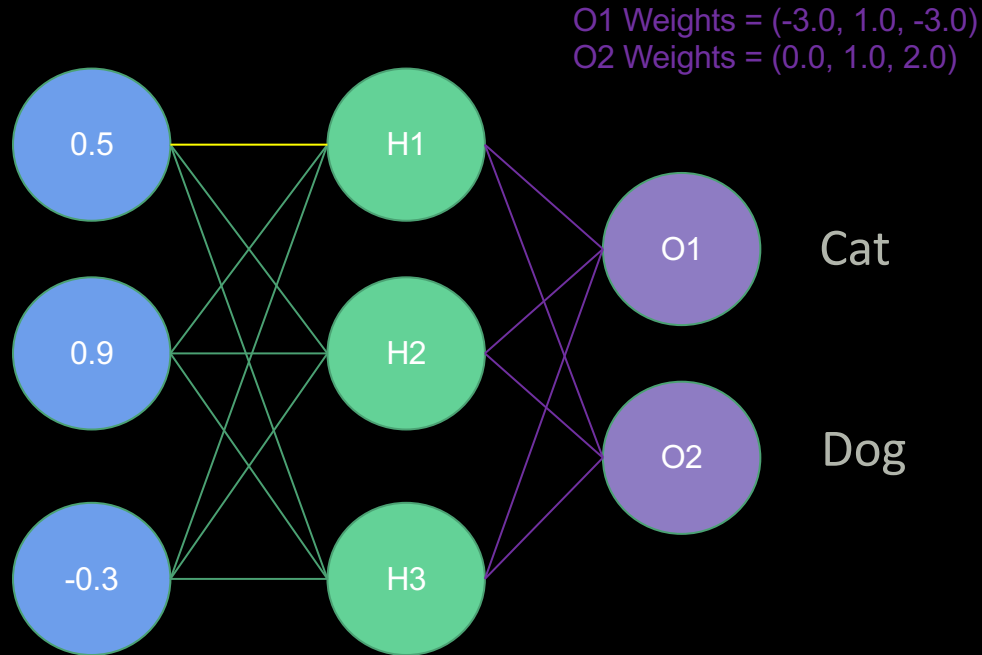 O1 Weights = (-3.0, 1.0, -3.0)
O2 Weights = (0.0, 1.0, 2.0)
0.5
H1
O1
Cat
0.9
H2
O2
Dog
-0.3
H3